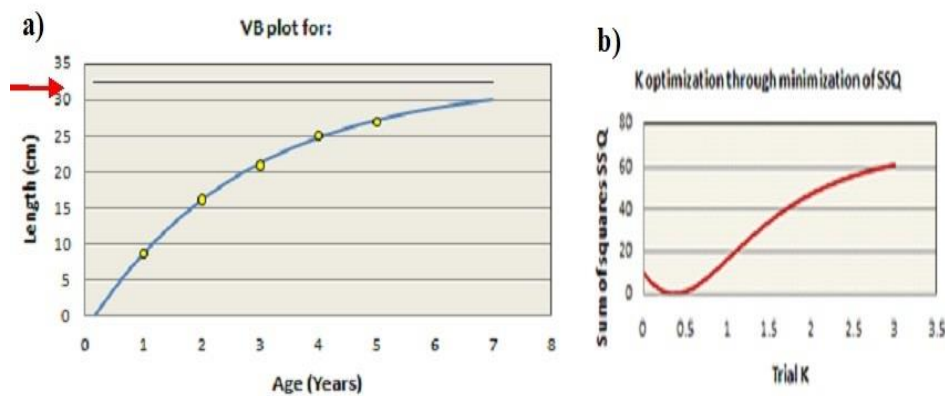 a)
VB plot for:
35
30
25
20
15
10
5
0
Length (cm)
0 1 2 3 4 5 6 7 8
Age (Years)
b)
K optimization through minimization of SSQ
80
60
40
20
0
Sum of squares SSQ
0 0.5 1 1.5 2 2.5 3 3.5
Trial K